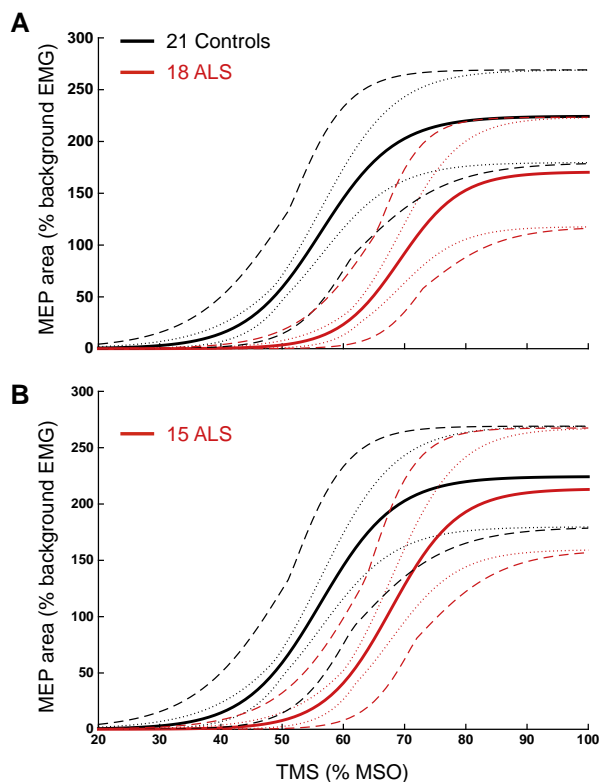 A
21 Controls
18 ALS
MEP area (% background EMG)
300
250
200
150
100
50
0
B
15 ALS
MEP area (% background EMG)
300
250
200
150
100
50
0
20 30 40 50 60 70 80 90 100
TMS (% MSO)